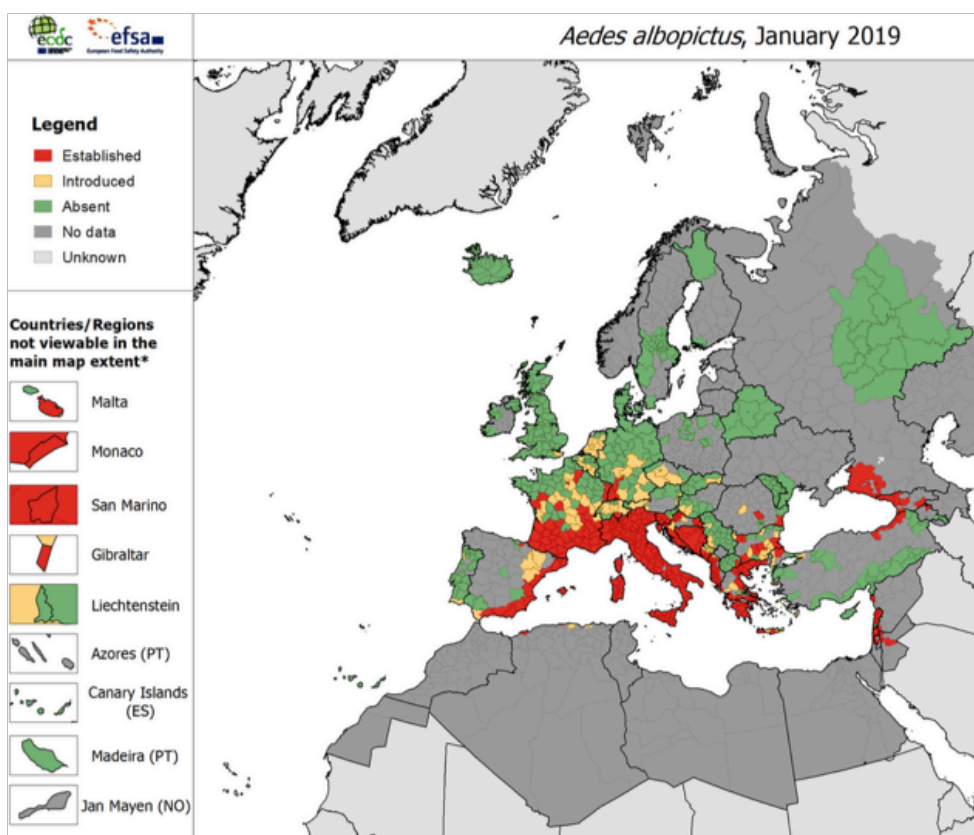 ecdc
efsa
European Food Safety Authority
Aedes albopictus, January 2019
Legend
Established
Introduced
Absent
No data
Unknown
Countries/Regions
not viewable in the
main map extent*
Malta
Monaco
San Marino
Gibraltar
Liechtenstein
Azores (PT)
Canary Islands
(ES)
Madeira (PT)
Jan Mayen (NO)